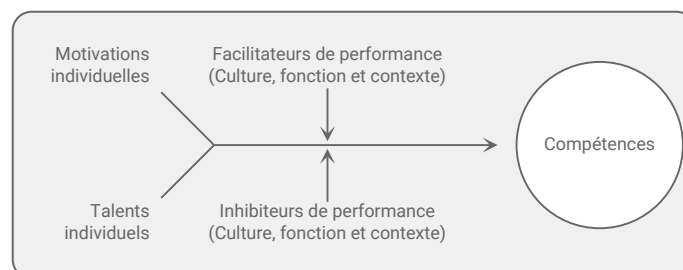 Motivations
individuelles
Facilitateurs de performance
(Culture, fonction et contexte)
Compétences
Talents
individuels
Inhibiteurs de performance
(Culture, fonction et contexte)